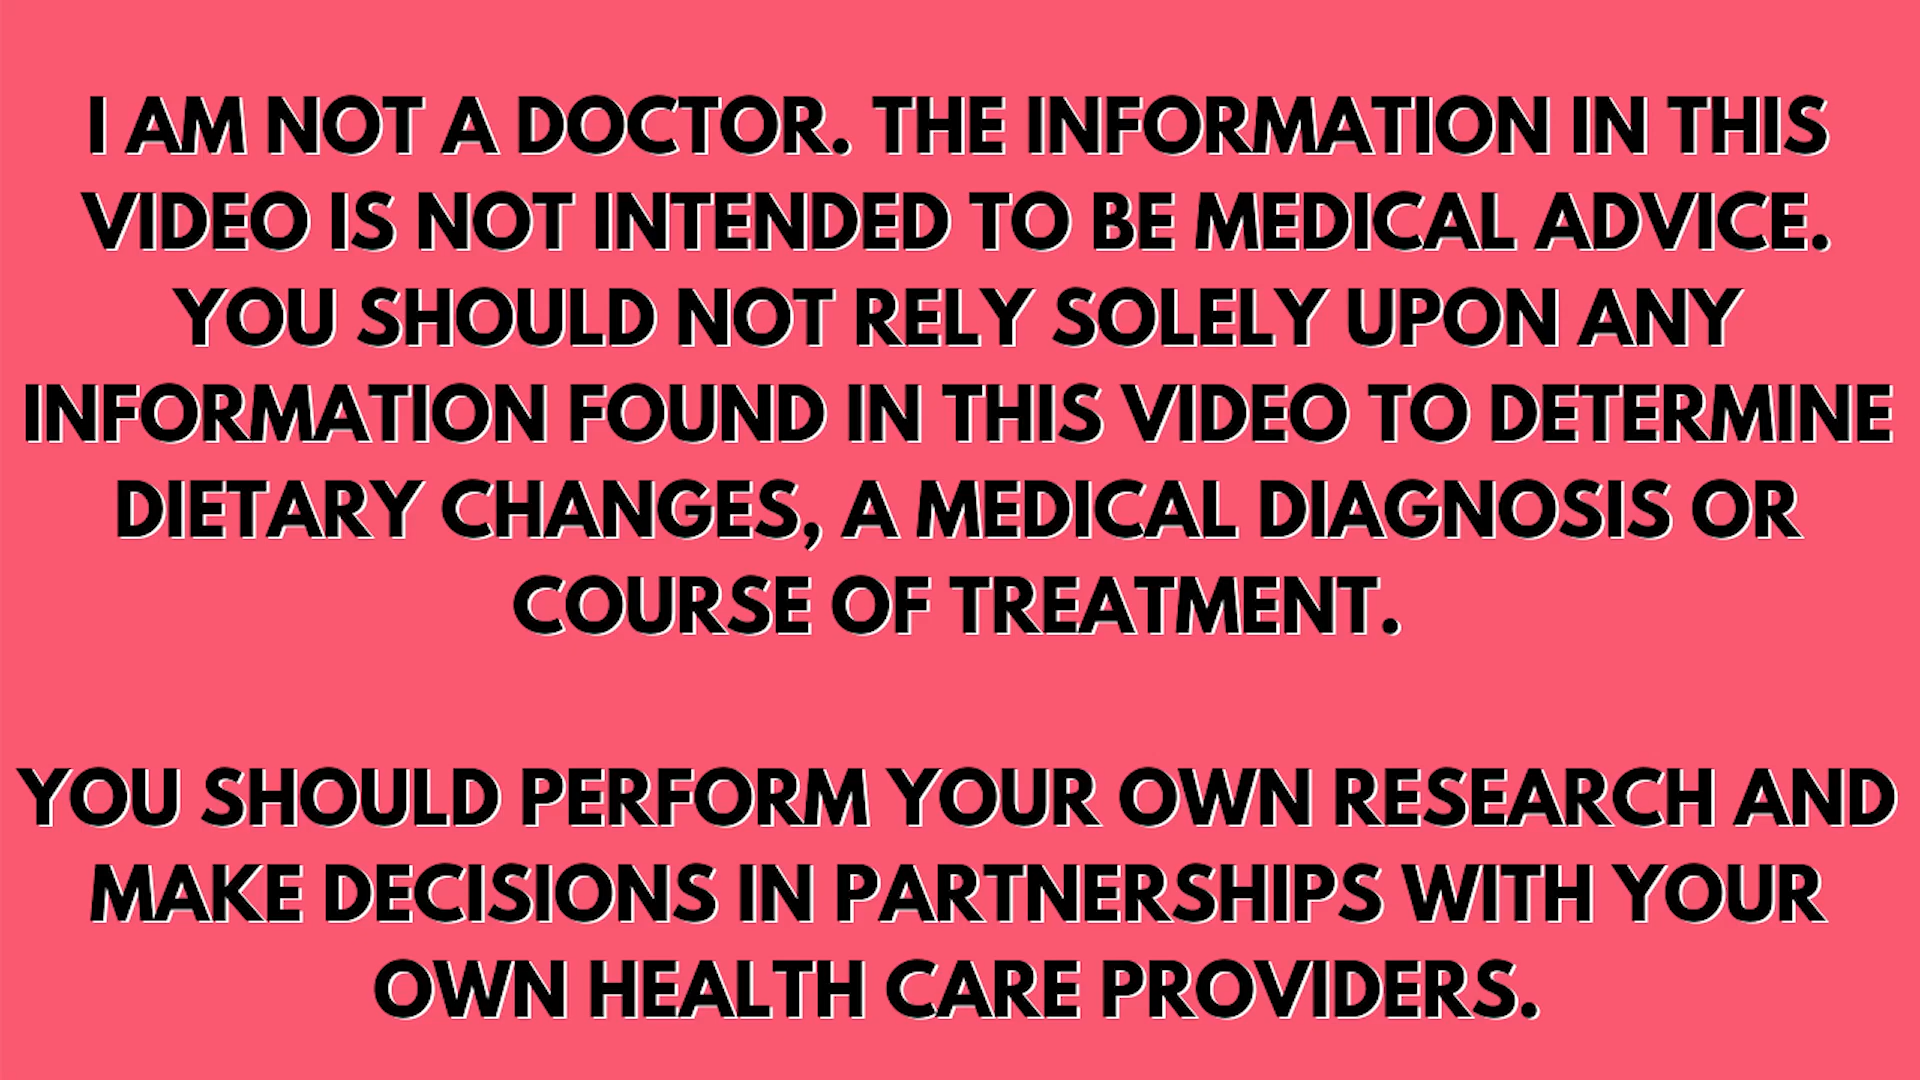 I AM NOT A DOCTOR. THE INFORMATION IN THIS
VIDEO IS NOT INTENDED TO BE MEDICAL ADVICE.
YOU SHOULD NOT RELY SOLELY UPON ANY
INFORMATION FOUND IN THIS VIDEO TO DETERMINE
DIETARY CHANGES, A MEDICAL DIAGNOSIS OR
COURSE OF TREATMENT.
YOU SHOULD PERFORM YOUR OWN RESEARCH AND
MAKE DECISIONS IN PARTNERSHIPS WITH YOUR
OWN HEALTH CARE PROVIDERS.